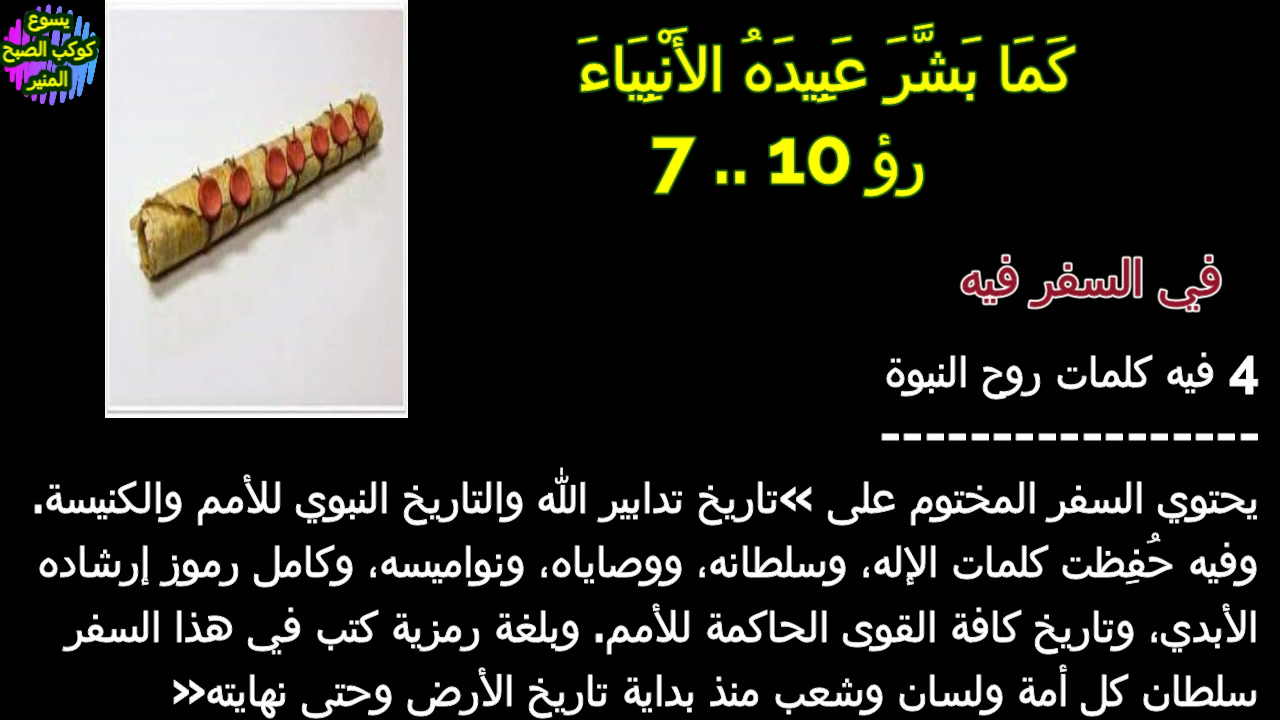 يسوع
كوكب الصبح
المنير
كَمَا بَشَّرَ عَبِيدَهُ الأَنْبِيَاءَ
رؤ 10 .. 7
في السفر فيه
4 فيه كلمات روح النبوة
-----------------
يحتوي السفر المختوم على »تاريخ تدابير الله والتاريخ النبوي للأمم والكنيسة.
وفيه حُفِظت كلمات الإله، وسلطانه، ووصاياه، ونواميسه، وكامل رموز إرشاده
الأبدي، وتاريخ كافة القوى الحاكمة للأمم. وبلغة رمزية كتب في هذا السفر
سلطان كل أمة ولسان وشعب منذ بداية تاريخ الأرض وحتى نهايته«